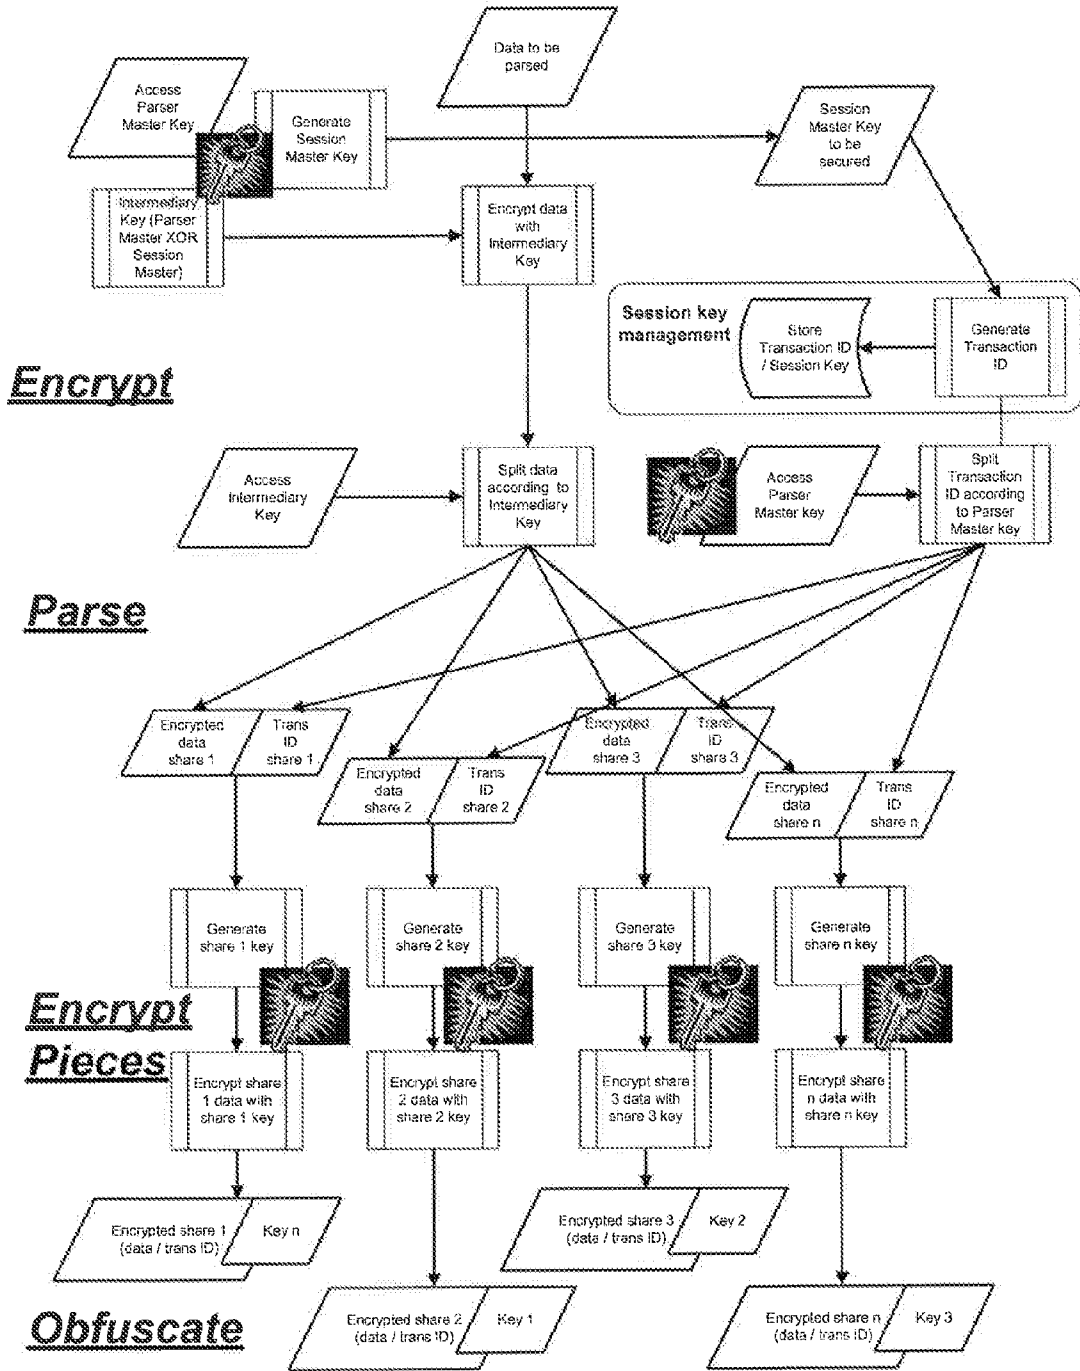 Data to be
parsed
Access
Parser
Master Key
Generate
Session
Master Key
Session
Master Key
to be
secured
Intermediary
Key (Parser
Master XOR
Session
Master)
Encrypt data
with
Intermediary
Key
Session key
management
Store
Transaction ID
/ Session Key
Generate
Transaction
ID
Encrypt
Access
Intermediary
Key
Split data
according to
Intermediary
Key
Access
Parser
Master key
Split
Transaction
ID according
to Parser
Master key
Parse
Encrypted
data
share 1
Trans
ID
share 1
Encrypted
data
share 2
Trans
ID
share 2
Encrypted
data
share 3
Trans
ID
share 3
Encrypted
data
share n
Trans
ID
share n
Generate
share 1 key
Generate
share 2 key
Generate
share 3 key
Generate
share n key
Encrypt
Pieces
Encrypt share
1 data with
share 1 key
Encrypt share
2 data with
share 2 key
Encrypt share
3 data with
share 3 key
Encrypt share
n data with
share n key
Encrypted share 1
(data / trans ID)
Key n
Encrypted share 3
(data / trans ID)
Key 2
Obfuscate
Encrypted share 2
(data / trans ID)
Key 1
Encrypted share n
(data / trans ID)
Key 3